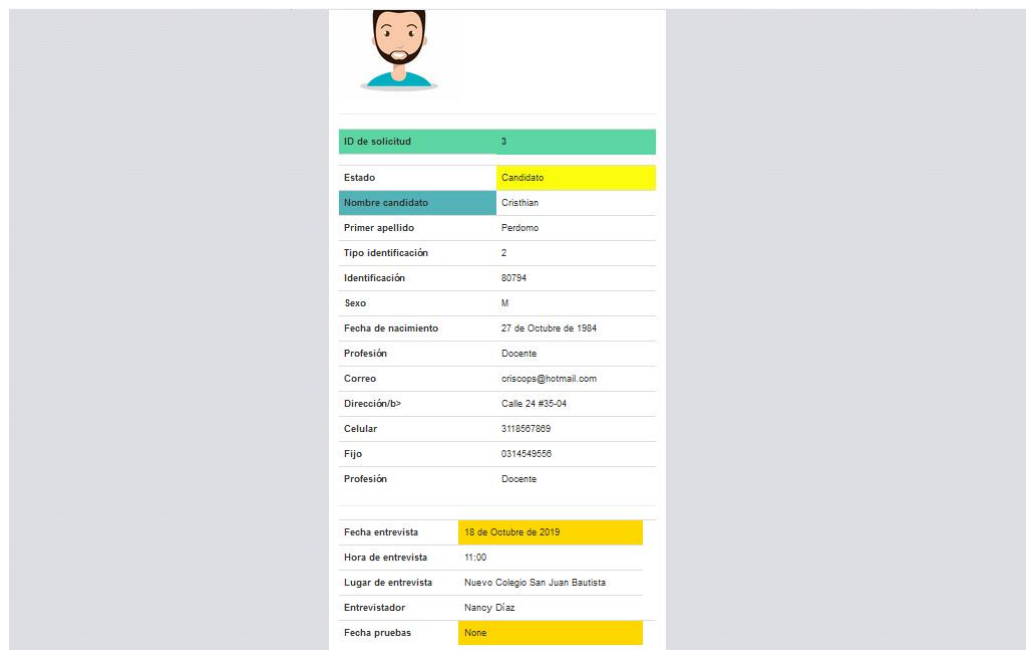 ID de solicitud 3
Estado Candidato
Nombre candidato Cristhian
Primer apellido Perdomo
Tipo identificación 2
Identificación 80794
Sexo M
Fecha de nacimiento 27 de Octubre de 1984
Profesión Docente
Correo criscops@hotmail.com
Dirección/b> Calle 24 #35-04
Celular 3118567869
Fijo 0314549556
Profesión Docente
Fecha entrevista 18 de Octubre de 2019
Hora de entrevista 11:00
Lugar de entrevista Nuevo Colegio San Juan Bautista
Entrevistador Nancy Díaz
Fecha pruebas None